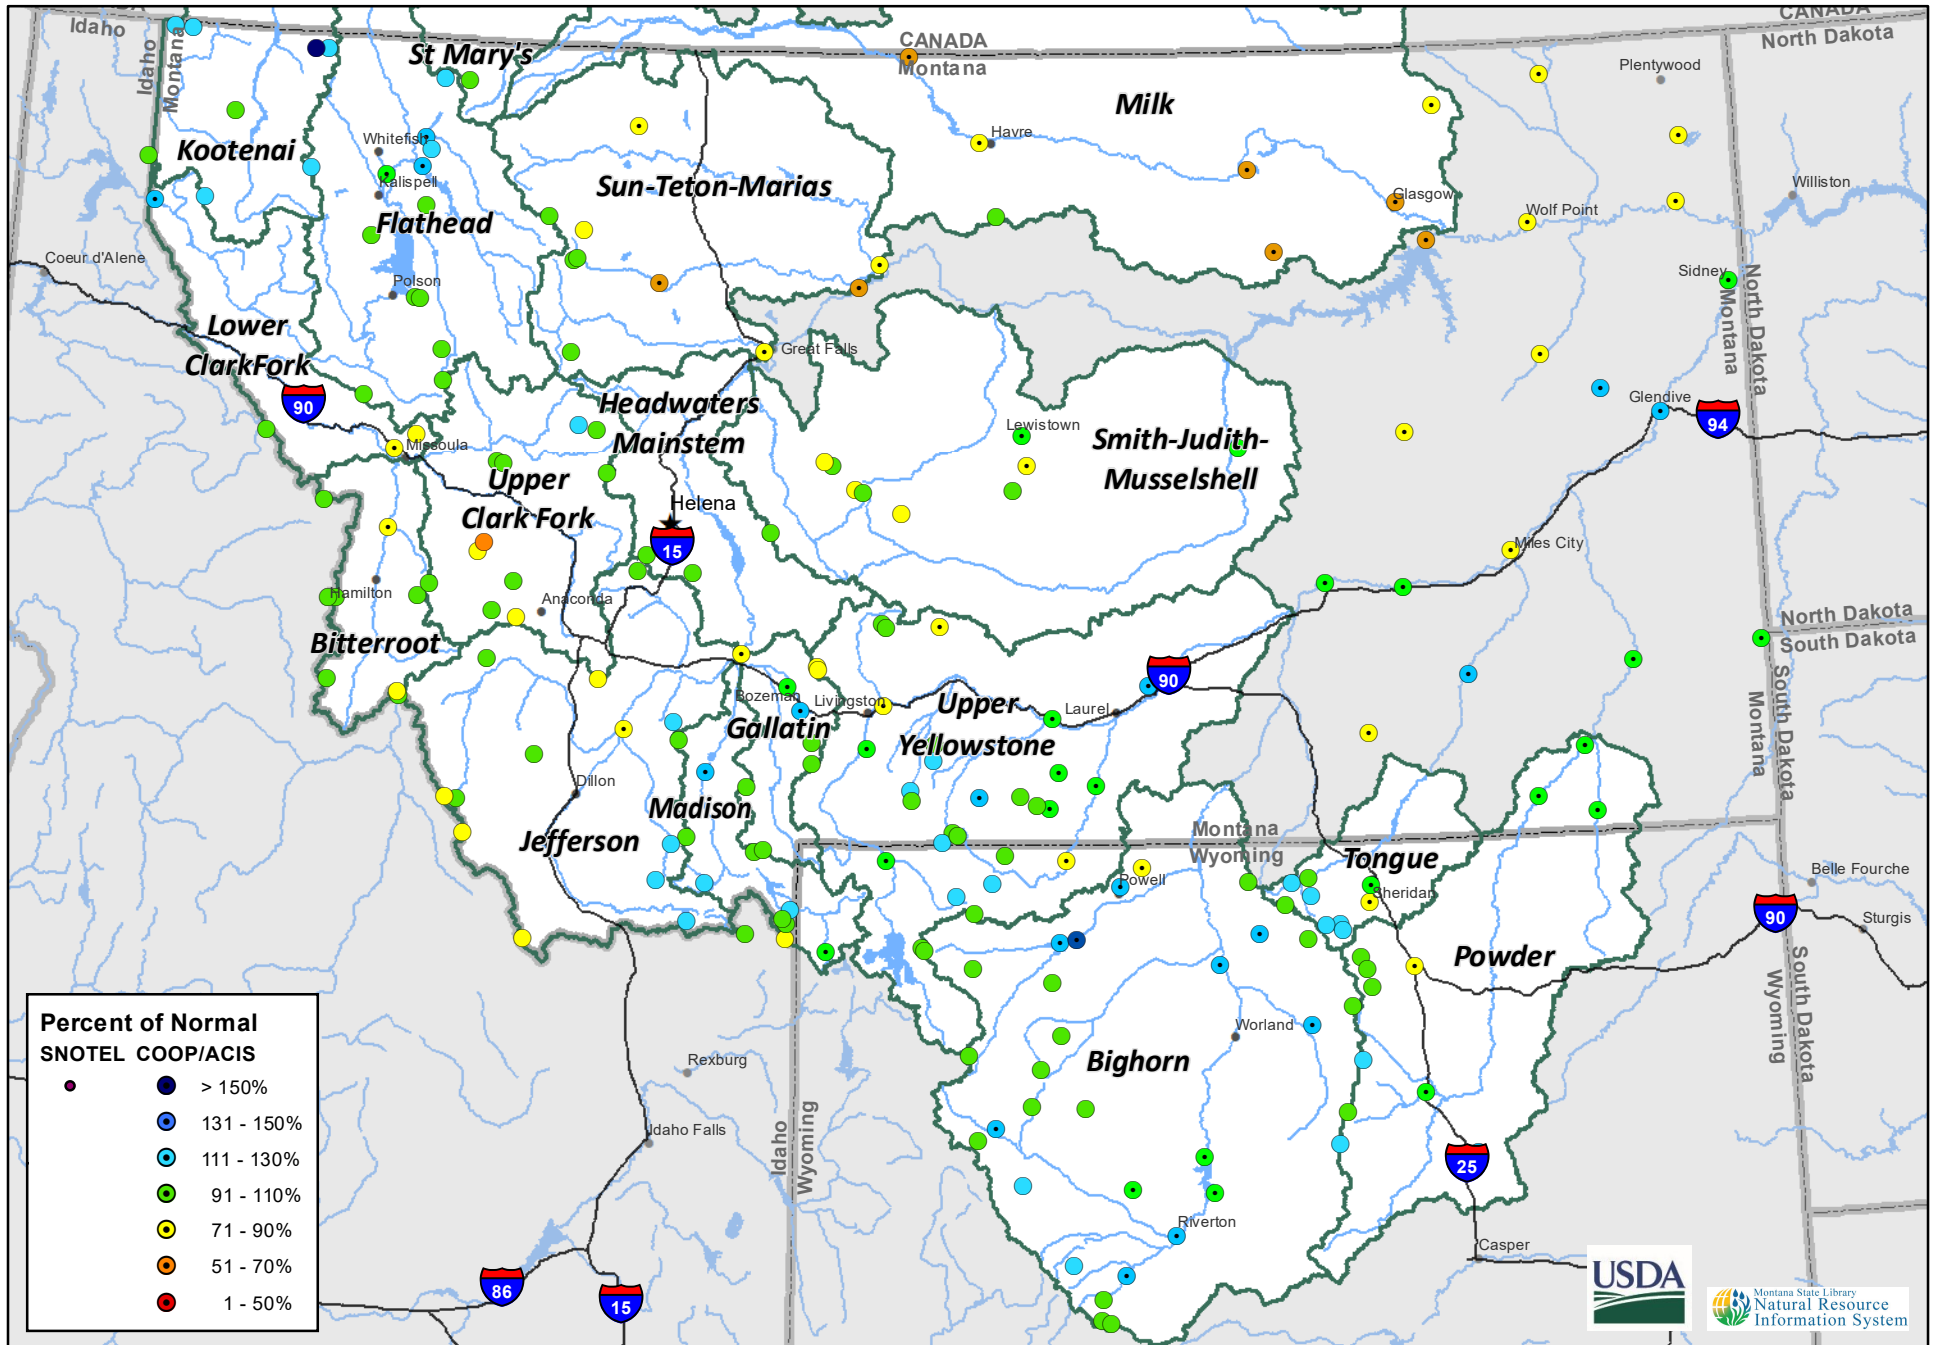 CANADA
Idaho
Idaho
Montana
St Mary's
CANADA
Montana
Milk
CANADA
North Dakota
Plentywood
Kootenai
Whitefish
Kalispell
Flathead
Sun-Teton-Marias
Havre
Glasgow
Wolf Point
Williston
Coeur d'Alene
Polson
Sidney
Montana
North Dakota
Lower
ClarkFork
90
Great Falls
Headwaters
Mainstem
Lewistown
Smith-Judith-
Musselshell
Glendive
94
Missoula
Upper
Clark Fork
Helena
15
Miles City
Hamilton
Anaconda
Bitterroot
North Dakota
South Dakota
Bozeman
Livingston
Gallatin
Upper
Yellowstone
Laurel
90
Montana
South Dakota
Dillon
Madison
Jefferson
Montana
Wyoming
Tongue
Powell
Sheridan
Belle Fourche
90
Sturgis
Powder
Wyoming
South Dakota
Worland
Bighorn
Rexburg
Idaho Falls
Idaho
Wyoming
25
Riverton
Casper
86
15
Percent of Normal
SNOTEL COOP/ACIS
> 150%
131 - 150%
111 - 130%
91 - 110%
71 - 90%
51 - 70%
1 - 50%
USDA
Montana State Library
Natural Resource
Information System